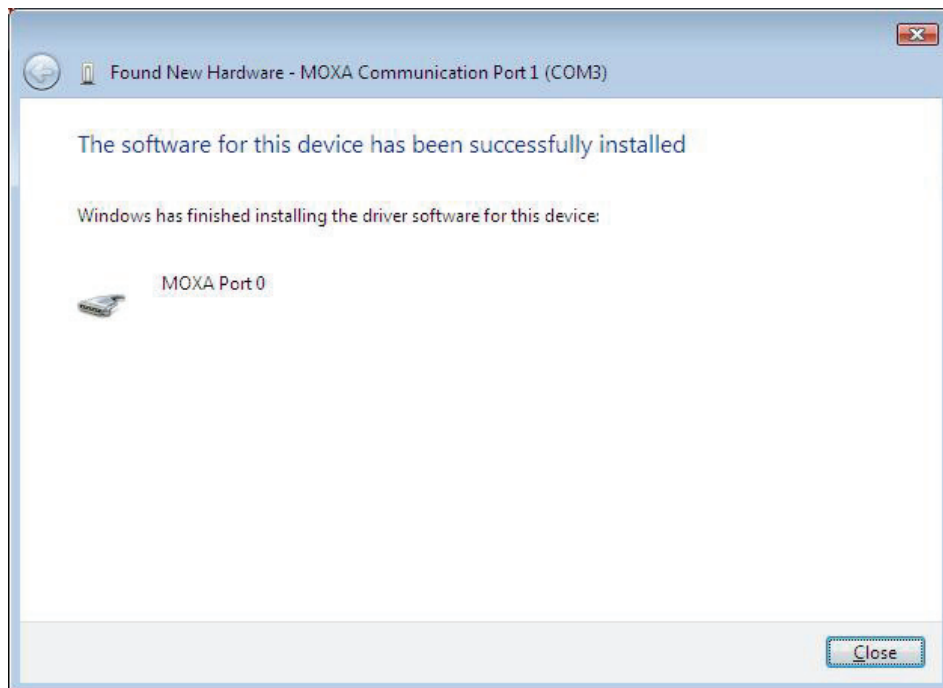 Found New Hardware - MOXA Communication Port 1 (COM3)
The software for this device has been successfully installed
Windows has finished installing the driver software for this device:
MOXA Port 0
Close